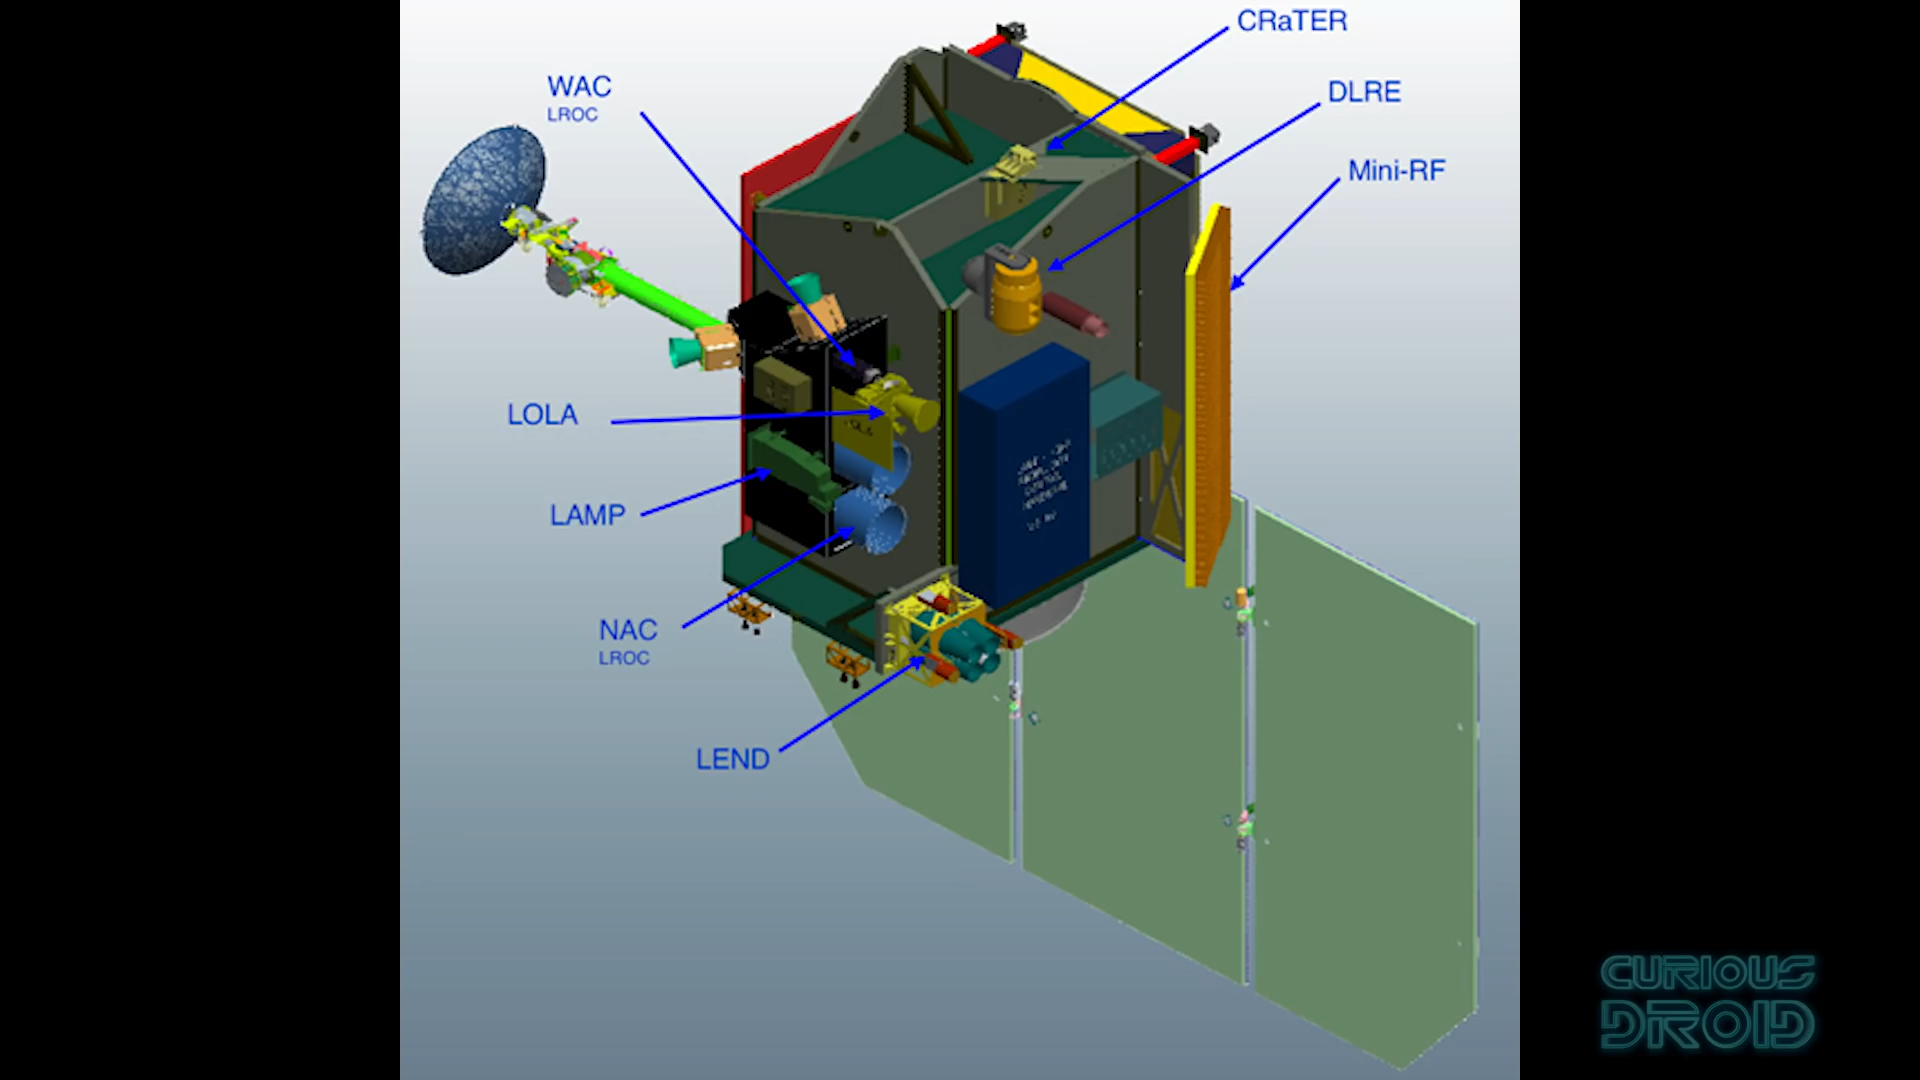 CRaTER
WAC
LROC
DLRE
Mini-RF
LOLA
LAMP
NAC
LROC
LEND
CURIOUS
DROID